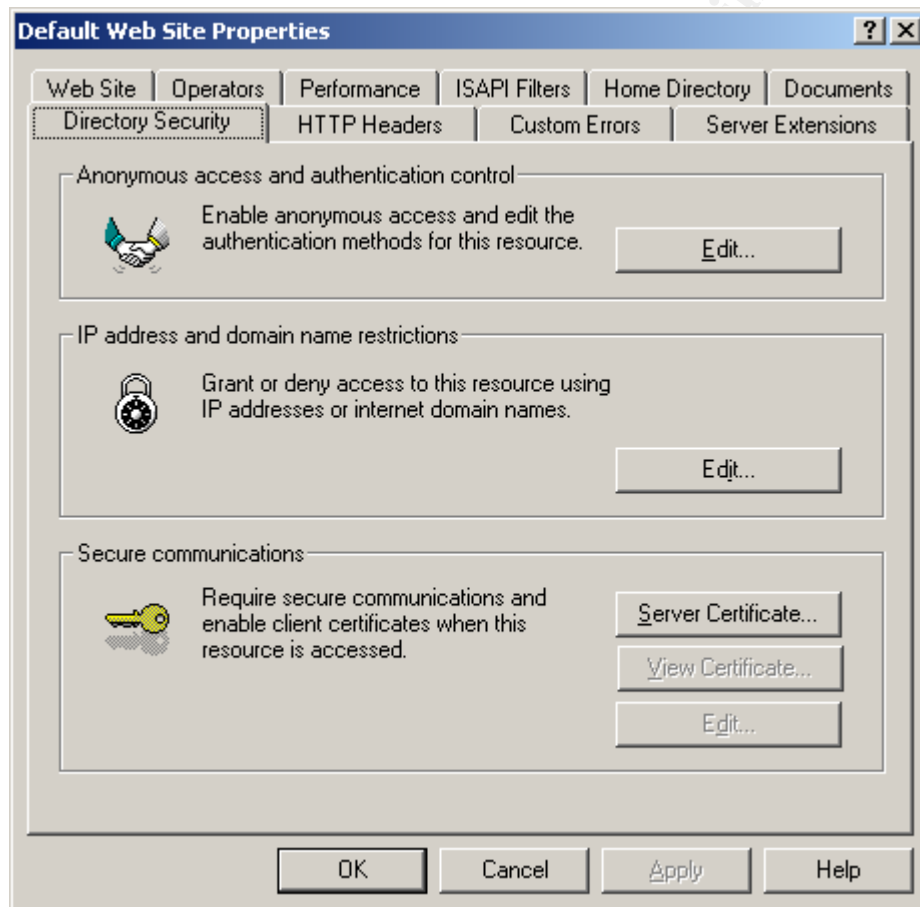 Default Web Site Properties
?
Web Site Operators Performance ISAPI Filters Home Directory Documents
Directory Security HTTP Headers Custom Errors Server Extensions
Anonymous access and authentication control
Enable anonymous access and edit the
authentication methods for this resource.
Edit...
IP address and domain name restrictions
Grant or deny access to this resource using
IP addresses or internet domain names.
Edit...
Secure communications
Require secure communications and
enable client certificates when this
resource is accessed.
Server Certificate...
View Certificate...
Edit...
OK Cancel Apply Help